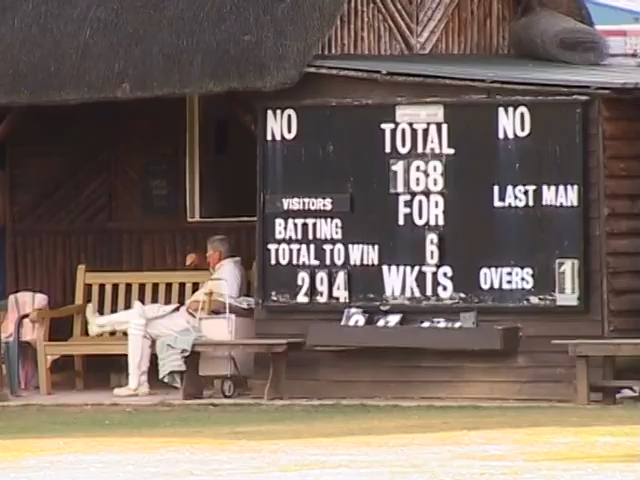 NO TOTAL NO
168
VISITORS FOR LAST MAN
BATTING
TOTAL TO WIN 6
294 WKTS OVERS 1